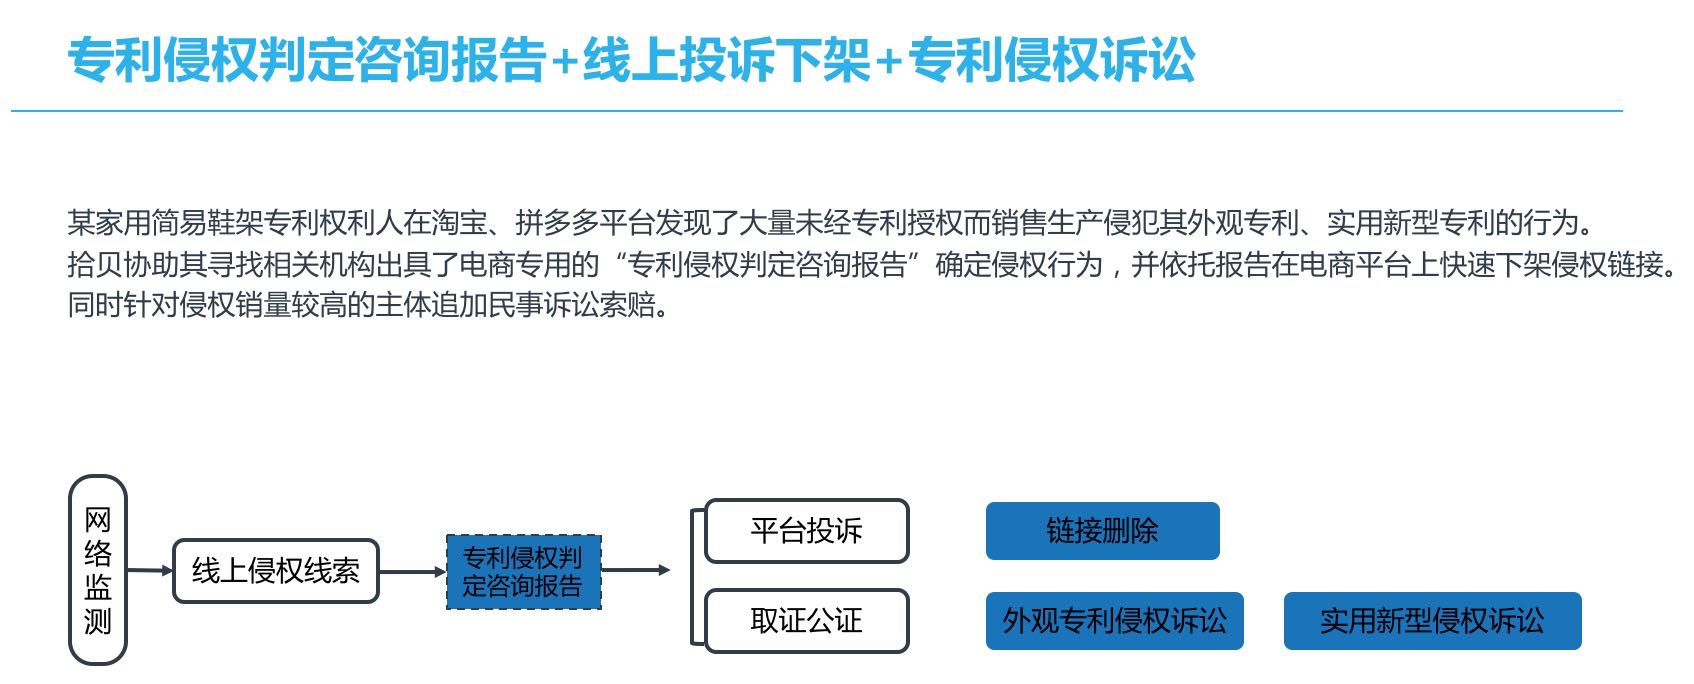 专利侵权判定咨询报告+线上投诉下架+专利侵权诉讼
某家用简易鞋架专利权利人在淘宝、拼多多平台发现了大量未经专利授权而销售生产侵犯其外观专利、实用新型专利的行为。
拾贝协助其寻找相关机构出具了电商专用的“专利侵权判定咨询报告”确定侵权行为，并依托报告在电商平台上快速下架侵权链接。
同时针对侵权销量较高的主体追加民事诉讼索赔。
网
络
监
测
线上侵权线索
专利侵权判
定咨询报告
平台投诉
链接删除
取证公证
外观专利侵权诉讼
实用新型侵权诉讼